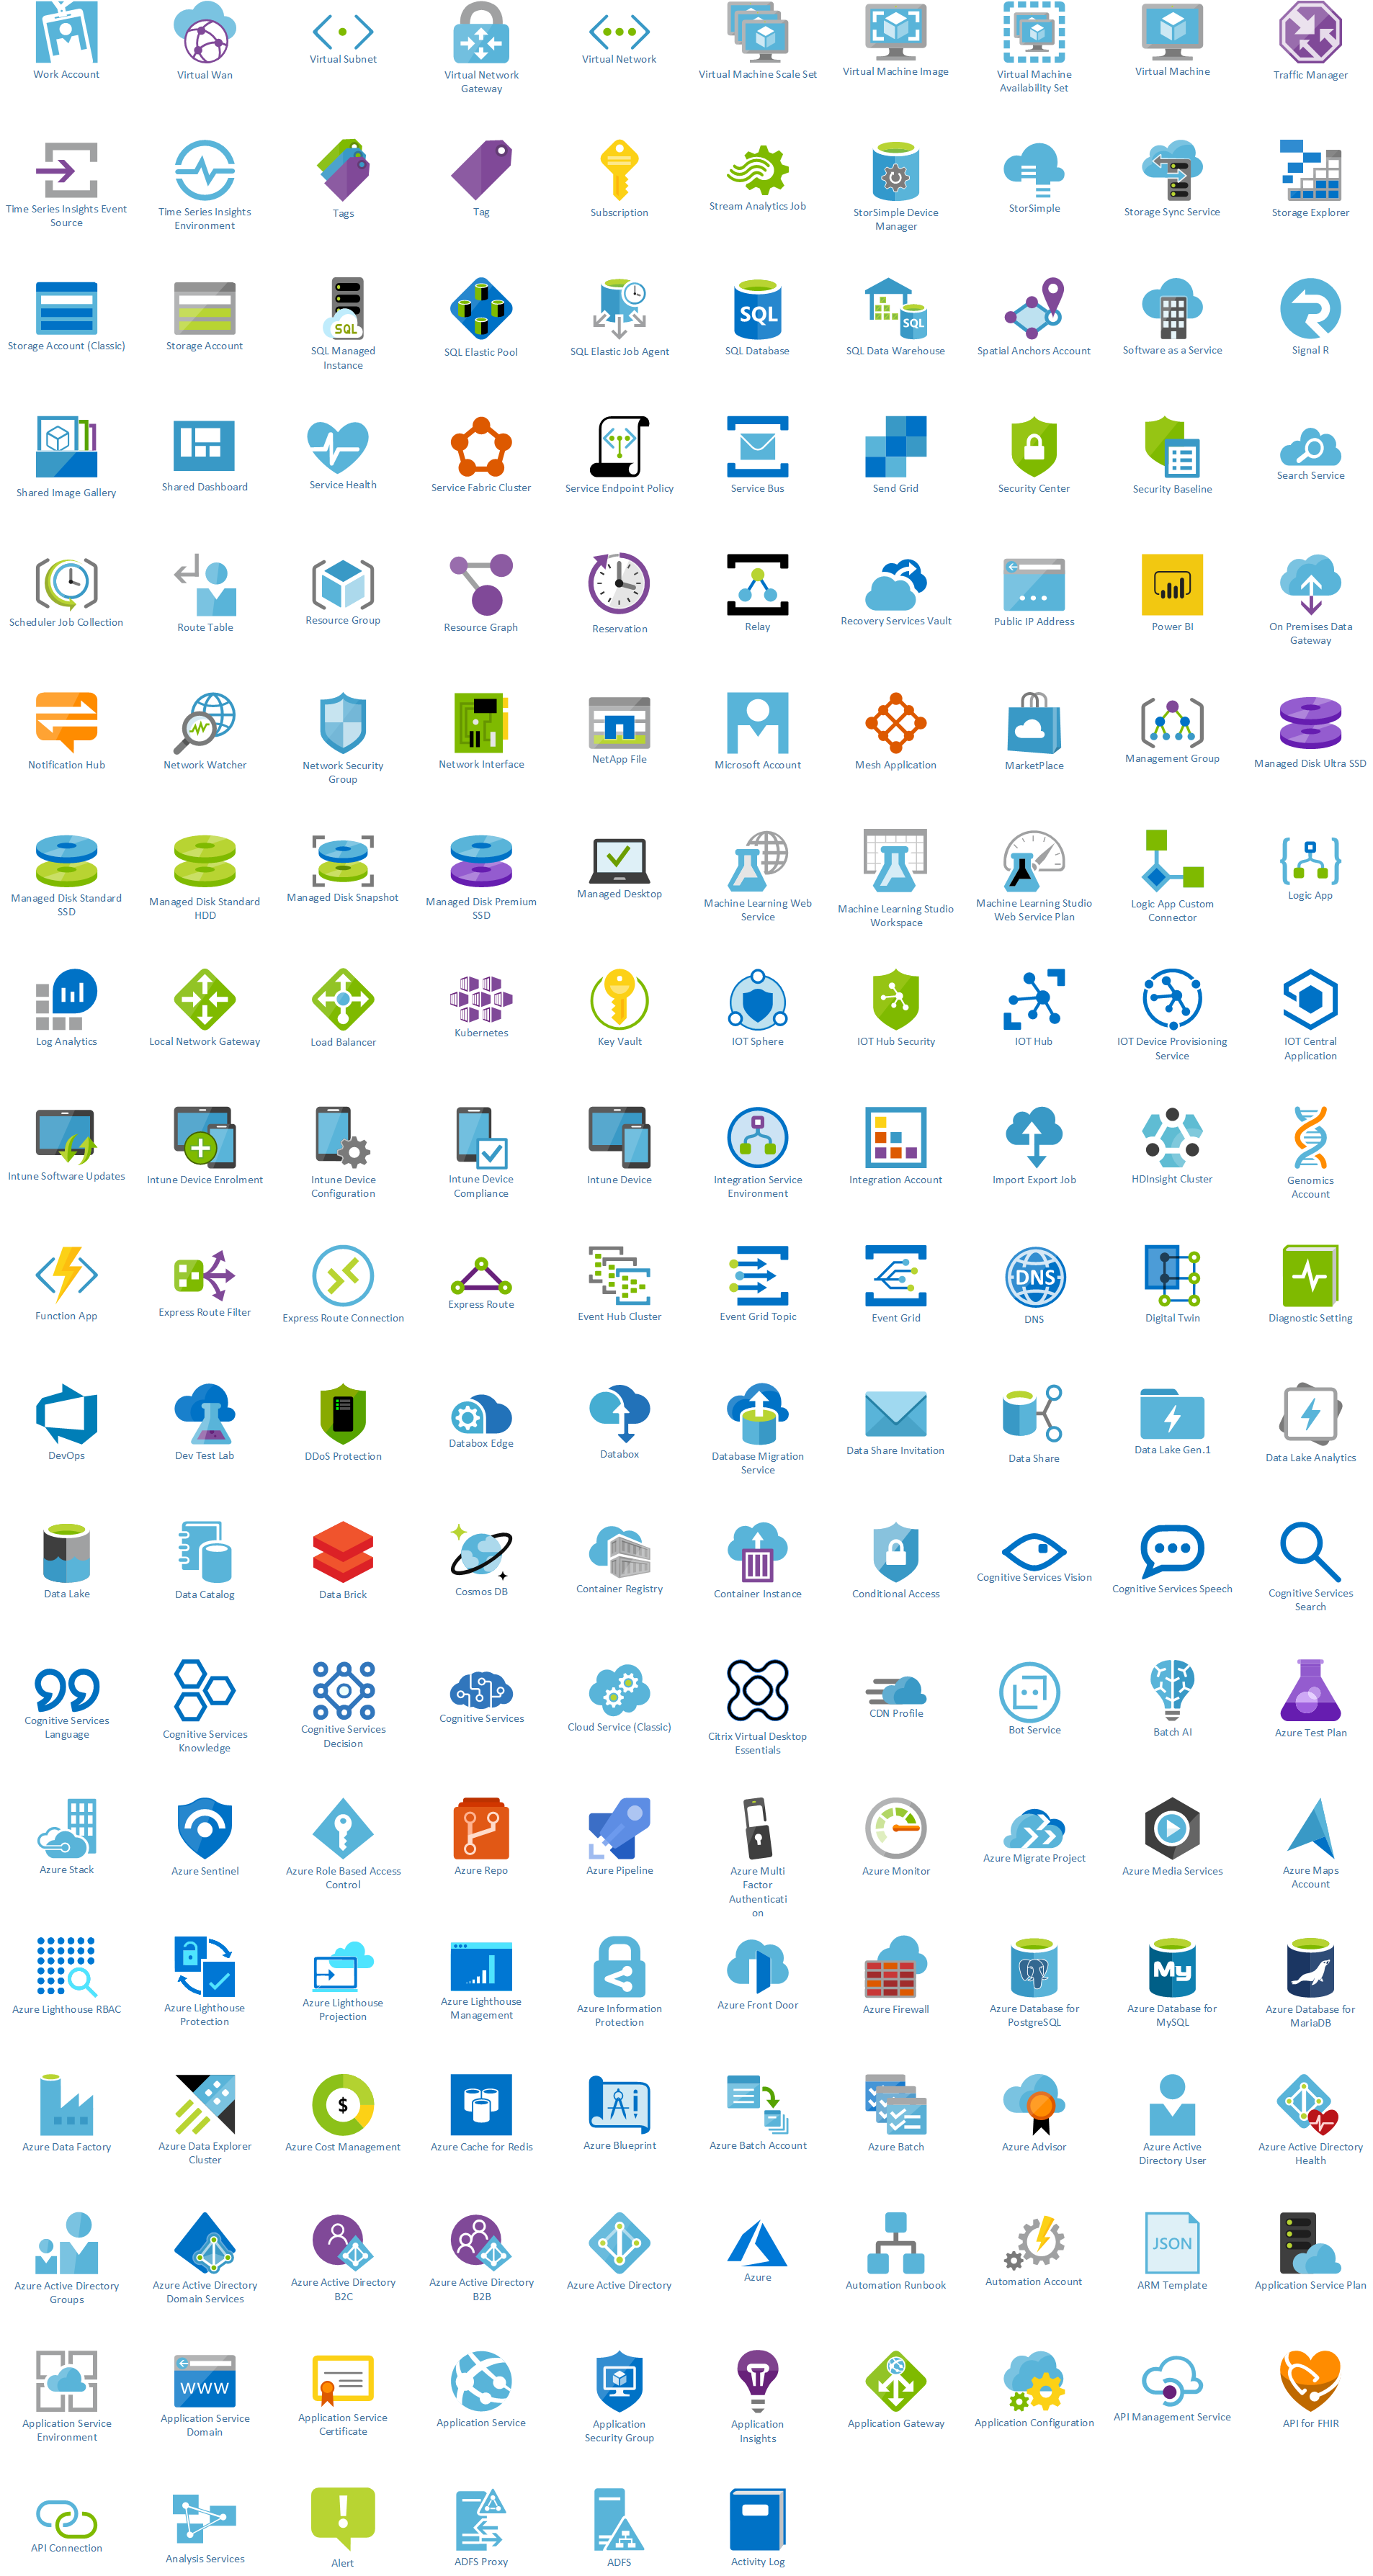 Work Account
Virtual Wan
Virtual Subnet
Virtual Network
Gateway
Virtual Network
Virtual Machine Scale Set
Virtual Machine Image
Virtual Machine
Availability Set
Virtual Machine
Traffic Manager
Time Series Insights Event
Source
Time Series Insights
Environment
Tags
Tag
Subscription
Stream Analytics Job
StorSimple Device
Manager
StorSimple
Storage Sync Service
Storage Explorer
Storage Account (Classic)
Storage Account
SQL
SQL Managed
Instance
SQL Elastic Pool
SQL Elastic Job Agent
SQL
SQL Database
SQL
SQL Data Warehouse
Spatial Anchors Account
Software as a Service
Signal R
Shared Image Gallery
Shared Dashboard
Service Health
Service Fabric Cluster
Service Endpoint Policy
Service Bus
Send Grid
Security Center
Security Baseline
Search Service
Scheduler Job Collection
Route Table
Resource Group
Resource Graph
Reservation
Relay
Recovery Services Vault
Public IP Address
Power BI
On Premises Data
Gateway
Notification Hub
Network Watcher
Network Security
Group
Network Interface
NetApp File
Microsoft Account
Mesh Application
MarketPlace
Management Group
Managed Disk Ultra SSD
Managed Disk Standard
SSD
Managed Disk Standard
HDD
Managed Disk Snapshot
Managed Disk Premium
SSD
Managed Desktop
Machine Learning Web
Service
Machine Learning Studio
Workspace
Machine Learning Studio
Web Service Plan
Logic App Custom
Connector
Logic App
Log Analytics
Local Network Gateway
Load Balancer
Kubernetes
Key Vault
IOT Sphere
IOT Hub Security
IOT Hub
IOT Device Provisioning
Service
IOT Central
Application
Intune Software Updates
Intune Device Enrolment
Intune Device
Configuration
Intune Device
Compliance
Intune Device
Integration Service
Environment
Integration Account
Import Export Job
HDInsight Cluster
Genomics
Account
Function App
Express Route Filter
Express Route Connection
Express Route
Event Hub Cluster
Event Grid Topic
Event Grid
DNS
DNS
Digital Twin
Diagnostic Setting
DevOps
Dev Test Lab
DDoS Protection
Databox Edge
Databox
Database Migration
Service
Data Share Invitation
Data Share
Data Lake Gen.1
Data Lake Analytics
Data Lake
Data Catalog
Data Brick
Cosmos DB
Container Registry
Container Instance
Conditional Access
Cognitive Services Vision
Cognitive Services Speech
Cognitive Services
Search
Cognitive Services
Language
Cognitive Services
Knowledge
Cognitive Services
Decision
Cognitive Services
Cloud Service (Classic)
Citrix Virtual Desktop
Essentials
CDN Profile
Bot Service
Batch AI
Azure Test Plan
Azure Stack
Azure Sentinel
Azure Role Based Access
Control
Azure Repo
Azure Pipeline
Azure Multi
Factor
Authenticati
on
Azure Monitor
Azure Migrate Project
Azure Media Services
Azure Maps
Account
Azure Lighthouse RBAC
Azure Lighthouse
Protection
Azure Lighthouse
Projection
Azure Lighthouse
Management
Azure Information
Protection
Azure Front Door
Azure Firewall
Azure Database for
PostgreSQL
My
Azure Database for
MySQL
Azure Database for
MariaDB
Azure Data Factory
Azure Data Explorer
Cluster
$
Azure Cost Management
Azure Cache for Redis
Azure Blueprint
Azure Batch Account
Azure Batch
Azure Advisor
Azure Active
Directory User
Azure Active Directory
Health
Azure Active Directory
Groups
Azure Active Directory
Domain Services
Azure Active Directory
B2C
Azure Active Directory
B2B
Azure Active Directory
Azure
Automation Runbook
Automation Account
JSON
ARM Template
Application Service Plan
Application Service
Environment
WWW
Application Service
Domain
Application Service
Certificate
Application Service
Application
Security Group
Application
Insights
Application Gateway
Application Configuration
API Management Service
API for FHIR
API Connection
Analysis Services
Alert
ADFS Proxy
ADFS
Activity Log